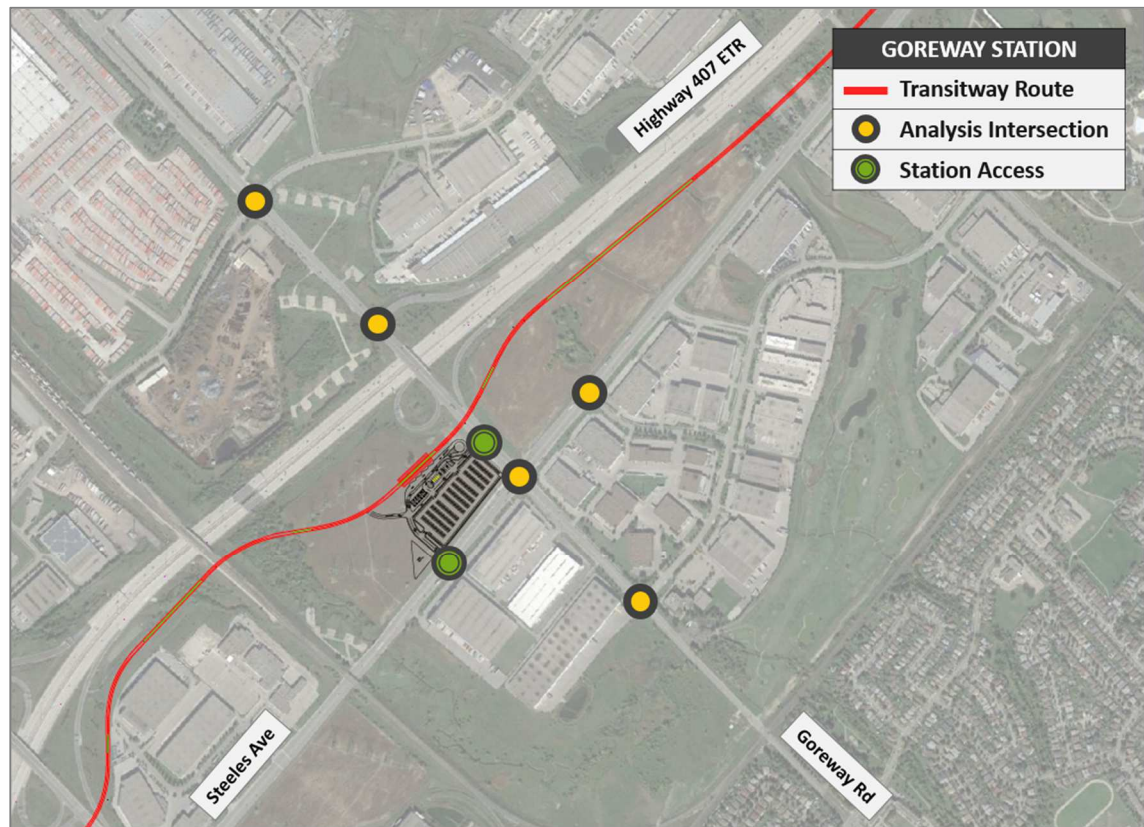 GOREWAY STATION
Transitway Route
Analysis Intersection
Station Access
Highway 407 ETR
Steeles Ave
Goreway Rd